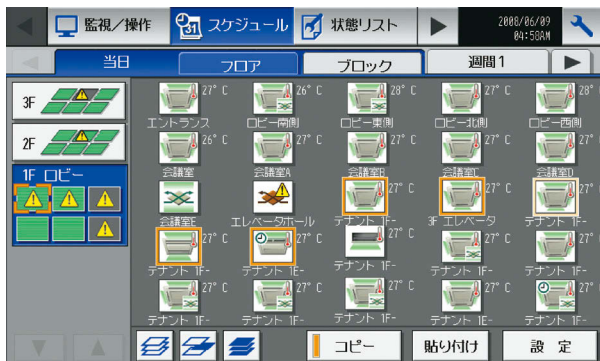 監視／操作 スケジュール 状態リスト 2008/06/09
04:58AM
当日 フロア ブロック 週間1
3F
2F
1F ロビー
27°C 26°C 28°C 27°C 28°
エントランス ロビー南側 ロビー東側 ロビー北側 ロビー西側
26°C 27°C 27°C 27°C 27°
会議室 会議室A 会議室B 会議室C 会議室D
27°C 27°C 27°
会議室E エレベータホール テナント 1F- 3F エレベータ テナント 1F-
27°C 27°C 27°C 27°C 27°
テナント 1F- テナント 1E- テナント 1F- テナント 1F- テナント 1F-
27°C 27°C 27°C 27°C 27°
テナント 1F- テナント 1F- テナント 1F- テナント 1E- テナント 1F-
コピー 貼り付け 設 定